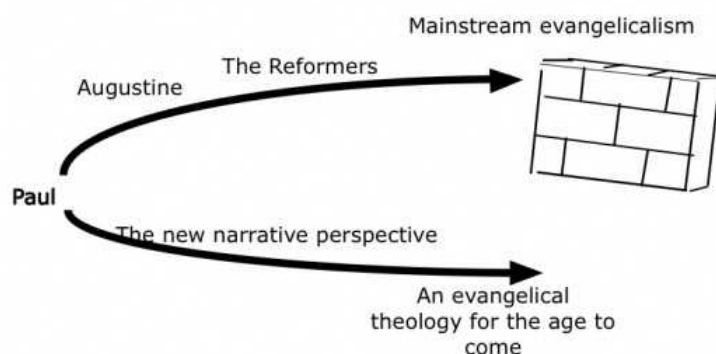 Mainstream evangelicalism
The Reformers
Augustine
Paul
The new narrative perspective
An evangelical
theology for the age to
come